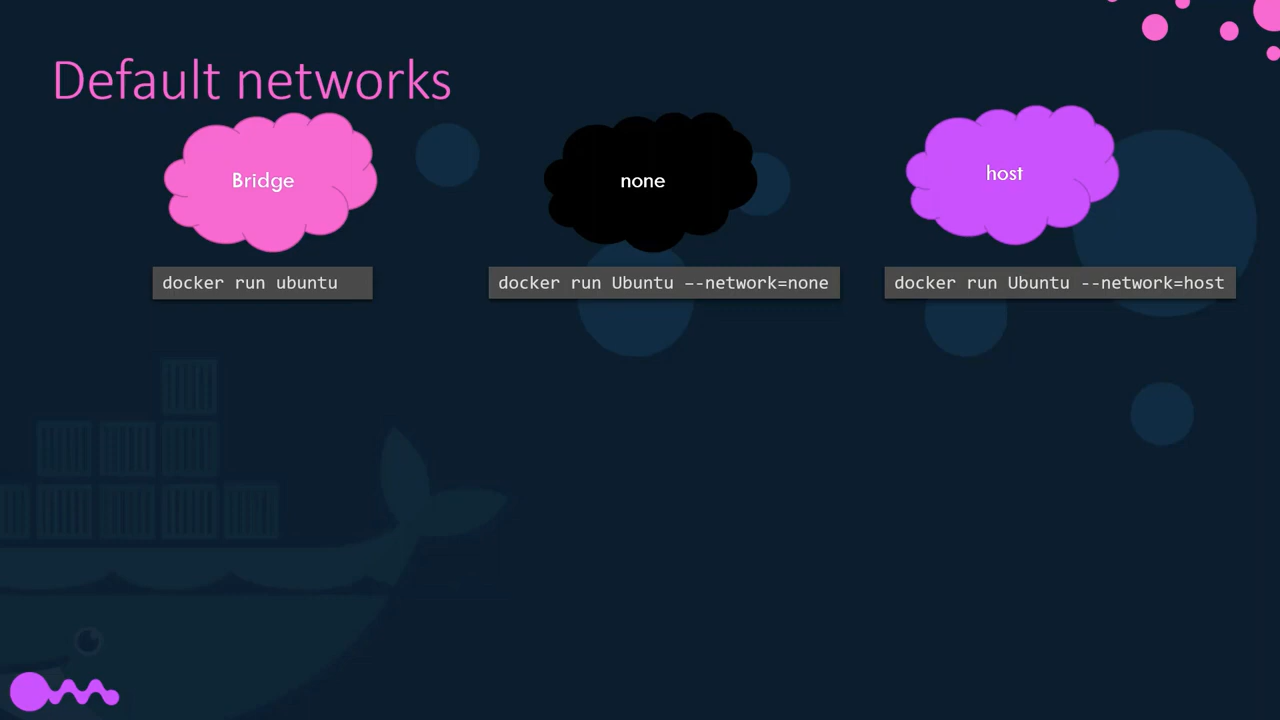 Default networks
Bridge
none
host
docker run ubuntu
docker run Ubuntu –-network=none
docker run Ubuntu --network=host